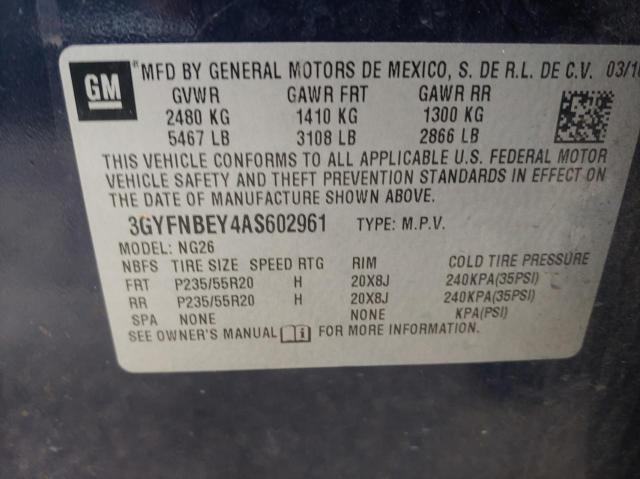 GM ® MFD BY GENERAL MOTORS DE MEXICO, S. DE R.L. DE C.V. 03/10
GVWR GAWR FRT GAWR RR
2480 KG 1410 KG 1300 KG
5467 LB 3108 LB 2866 LB
THIS VEHICLE CONFORMS TO ALL APPLICABLE U.S. FEDERAL MOTOR
VEHICLE SAFETY AND THEFT PREVENTION STANDARDS IN EFFECT ON
THE DATE OF MANUFACTURE SHOWN ABOVE.
3GYFNBEY4AS602961 TYPE: M.P.V.
MODEL: NG26
NBFS TIRE SIZE SPEED RTG RIM COLD TIRE PRESSURE
FRT P235/55R20 H 20X8J 240KPA(35PSI)
RR P235/55R20 H 20X8J 240KPA(35PSI)
SPA NONE NONE KPA(PSI)
SEE OWNER'S MANUAL i FOR MORE INFORMATION.